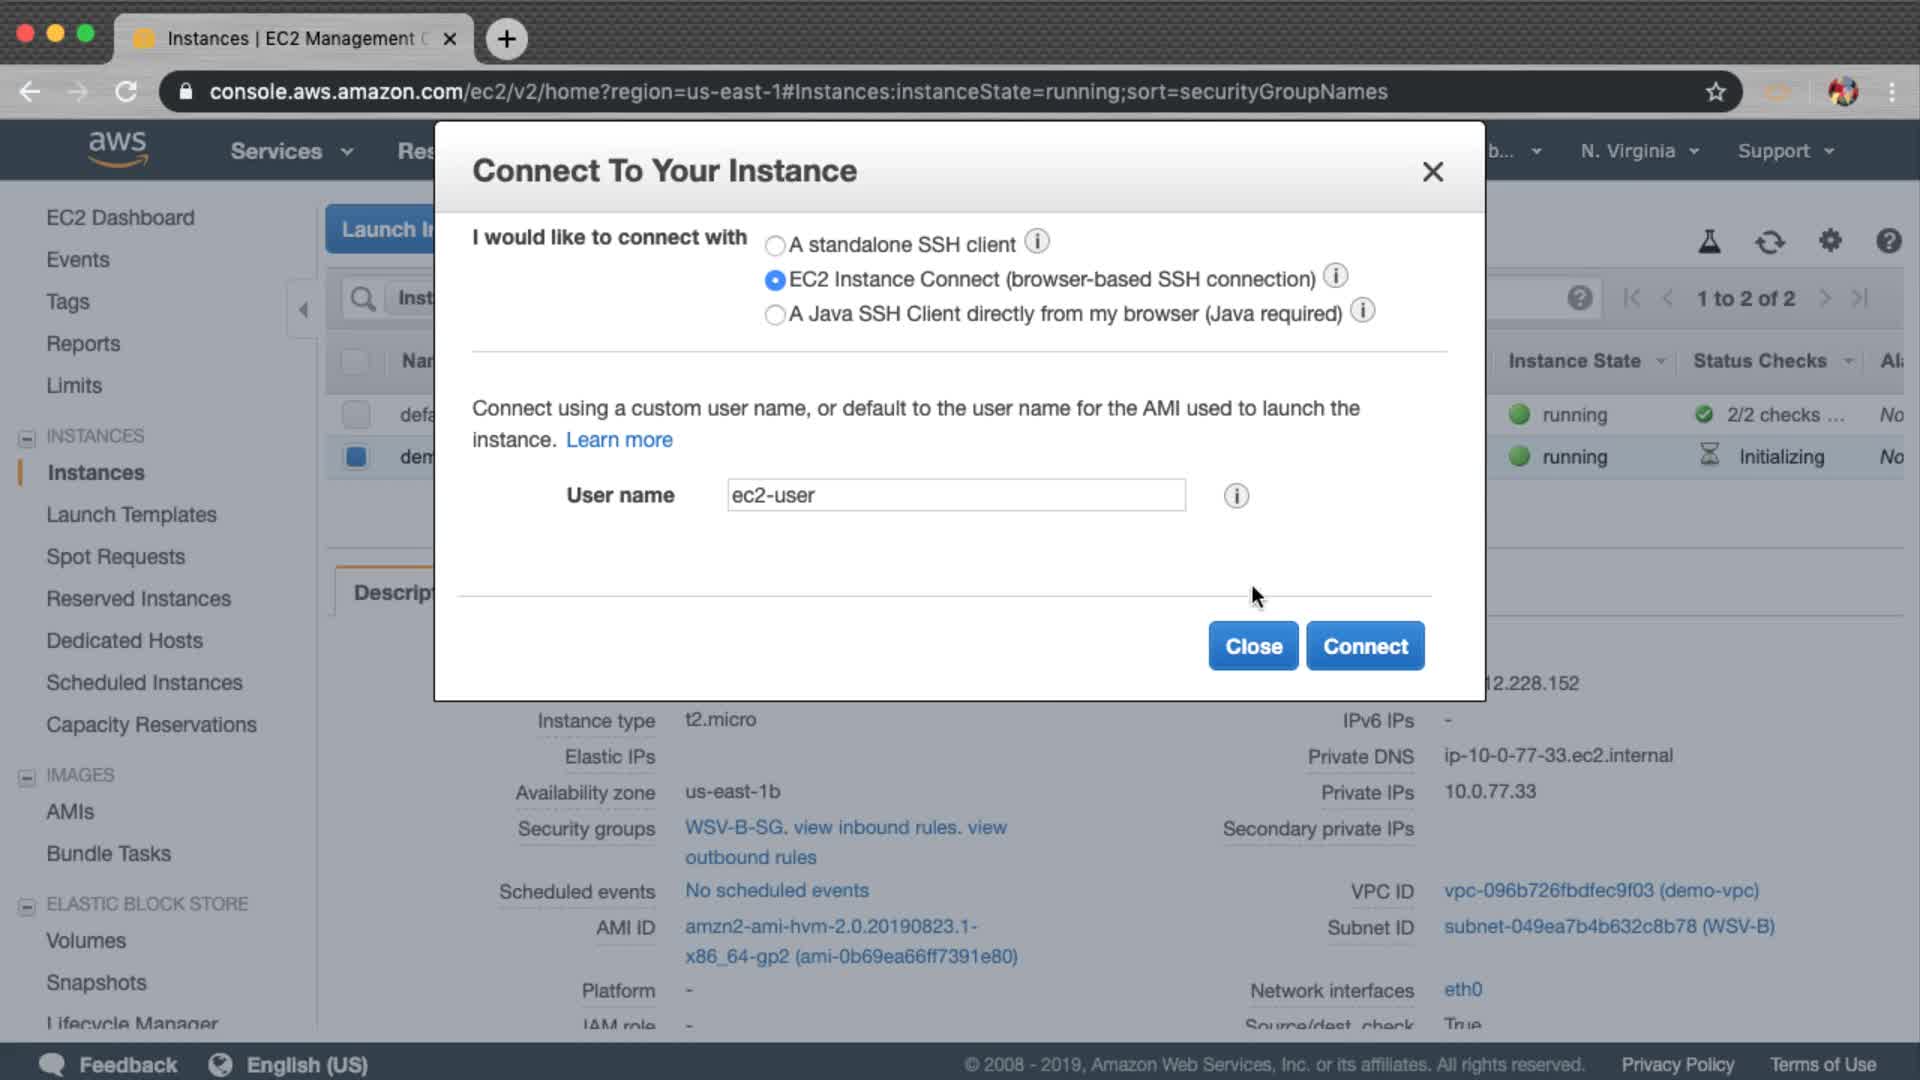 Instances | EC2 Management C
console.aws.amazon.com/ec2/v2/home?region=us-east-1#Instances:instanceState=running;sort=securityGroupNames
aws
Services
Res
b...
N. Virginia
Support
Connect To Your Instance
I would like to connect with
A standalone SSH client
EC2 Instance Connect (browser-based SSH connection)
A Java SSH Client directly from my browser (Java required)
Connect using a custom user name, or default to the user name for the AMI used to launch the
instance. Learn more
User name
ec2-user
Close
Connect
EC2 Dashboard
Events
Tags
Reports
Limits
INSTANCES
Instances
Launch Templates
Spot Requests
Reserved Instances
Dedicated Hosts
Scheduled Instances
Capacity Reservations
IMAGES
AMIs
Bundle Tasks
ELASTIC BLOCK STORE
Volumes
Snapshots
Lifecycle Manager
Launch In
Inst
1 to 2 of 2
Nam
Instance State
Status Checks
Ala
defa
running
2/2 checks ...
No
dem
running
Initializing
No
Descrip
12.228.152
Instance type t2.micro
IPv6 IPs -
Elastic IPs
Private DNS ip-10-0-77-33.ec2.internal
Availability zone us-east-1b
Private IPs 10.0.77.33
Security groups WSV-B-SG. view inbound rules. view
outbound rules
Secondary private IPs
Scheduled events No scheduled events
VPC ID vpc-096b726fbdfec9f03 (demo-vpc)
AMI ID amzn2-ami-hvm-2.0.20190823.1-
x86_64-gp2 (ami-0b69ea66ff7391e80)
Subnet ID subnet-049ea7b4b632c8b78 (WSV-B)
Platform -
Network interfaces eth0
IAM role -
Source/dest. check True
Feedback
English (US)
© 2008 - 2019, Amazon Web Services, Inc. or its affiliates. All rights reserved.
Privacy Policy
Terms of Use